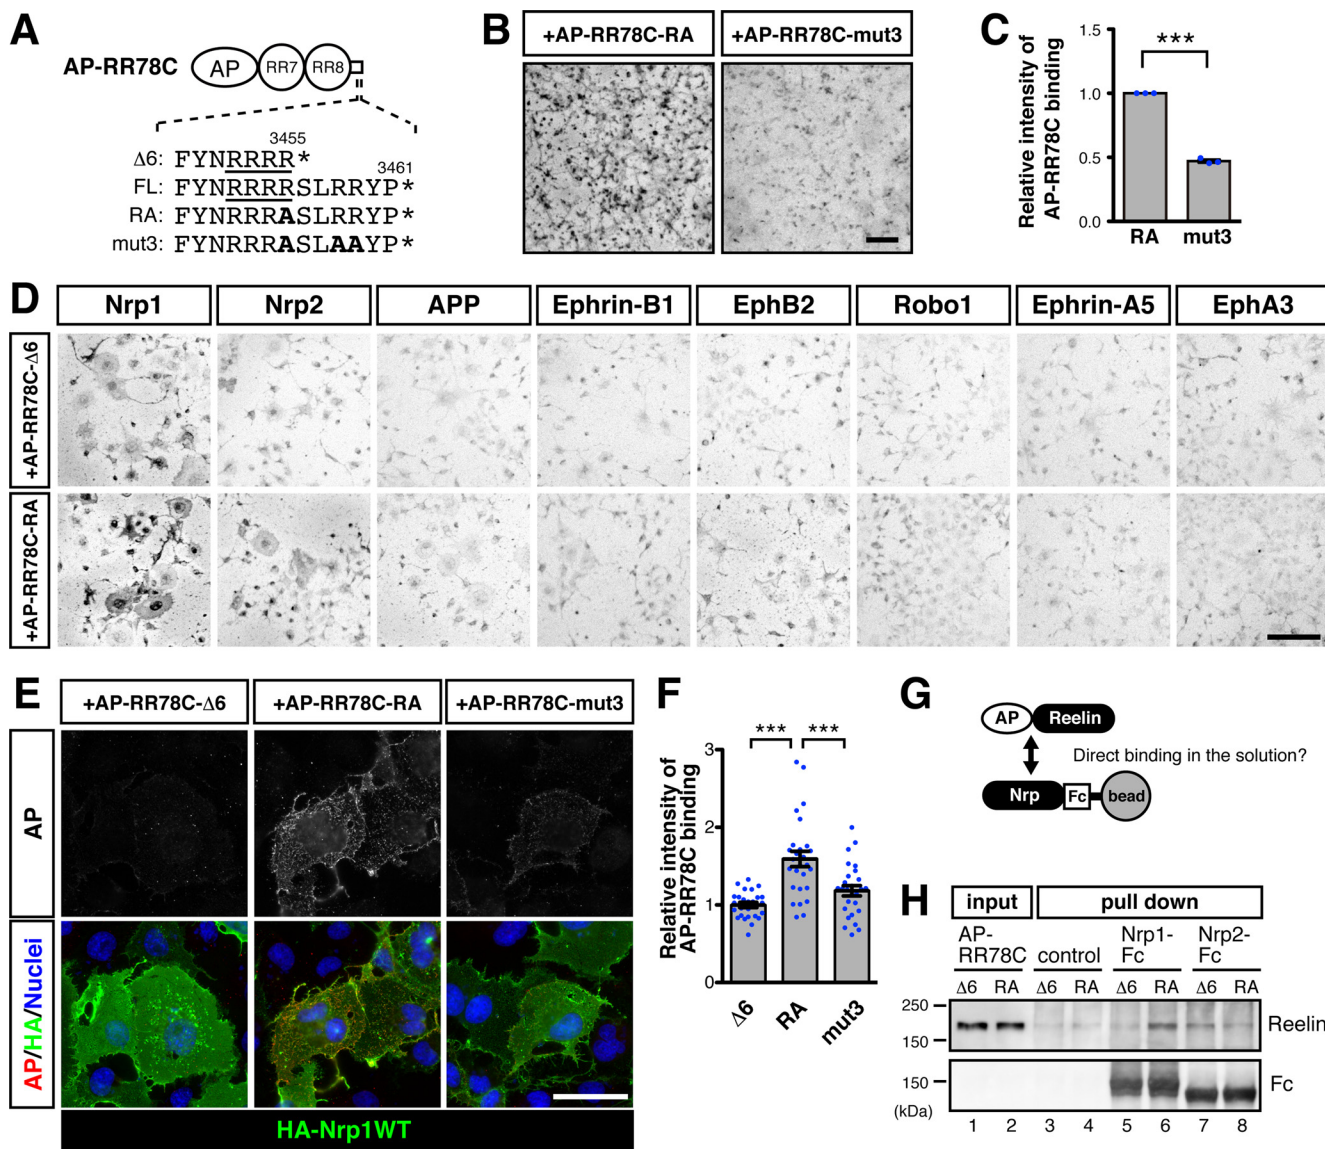 A
AP-RR78C
AP
RR7
RR8
3455
Δ6: FYNRRRR*
3461
FL: FYNRRRRSLRRYP*
RA: FYNRRRASLRRYP*
mut3: FYNRRRASLAAYP*
B
+AP-RR78C-RA
+AP-RR78C-mut3
C
Relative intensity of
AP-RR78C binding
1.5
1.0
0.5
0.0
***
RA
mut3
D
Nrp1
Nrp2
APP
Ephrin-B1
EphB2
Robo1
Ephrin-A5
EphA3
+AP-RR78C-Δ6
+AP-RR78C-RA
E
+AP-RR78C-Δ6
+AP-RR78C-RA
+AP-RR78C-mut3
AP
AP/HA/Nuclei
HA-Nrp1WT
F
Relative intensity of
AP-RR78C binding
3
2
1
0
***
***
Δ6
RA
mut3
G
AP
Reelin
Direct binding in the solution?
Nrp
Fc
bead
H
input
pull down
AP-
RR78C
control
Nrp1-
Fc
Nrp2-
Fc
Δ6 RA Δ6 RA Δ6 RA Δ6 RA
250
150
Reelin
150
Fc
(kDa)
1 2 3 4 5 6 7 8